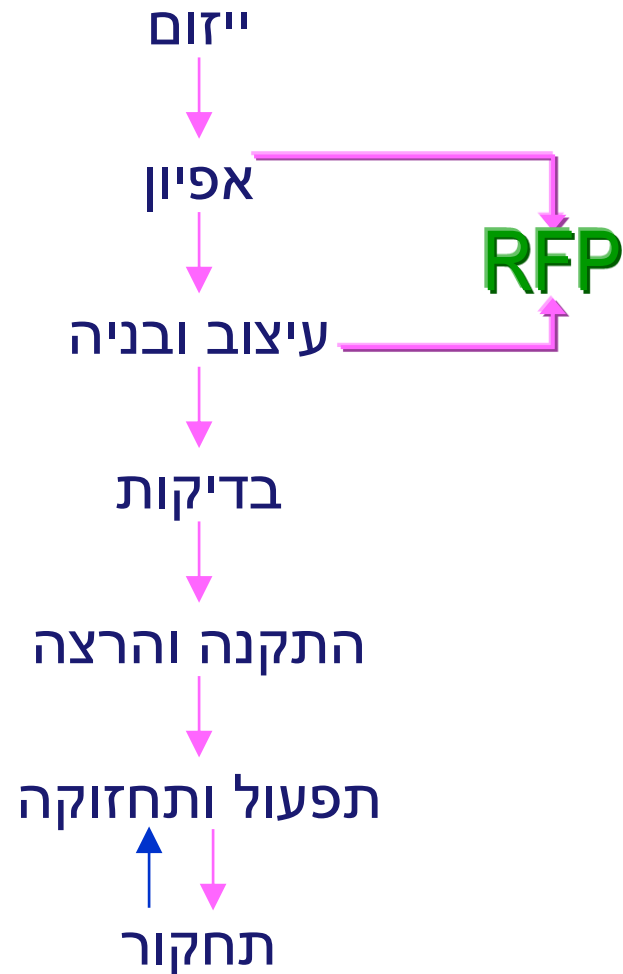 ייזום
אפיון
RFP
עיצוב ובניה
בדיקות
התקנה והרצה
תפעול ותחזוקה
תחקור